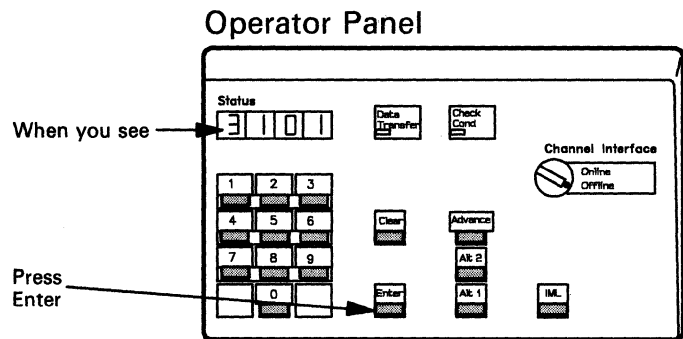 Operator Panel
Status
When you see
3 1 0 1
Data Transfer
Check Cond
Channel Interface
Online
Offline
1 2 3
4 5 6
Clear
Advance
7 8 9
Alt 2
Press
Enter
0
Enter
Alt 1
IML